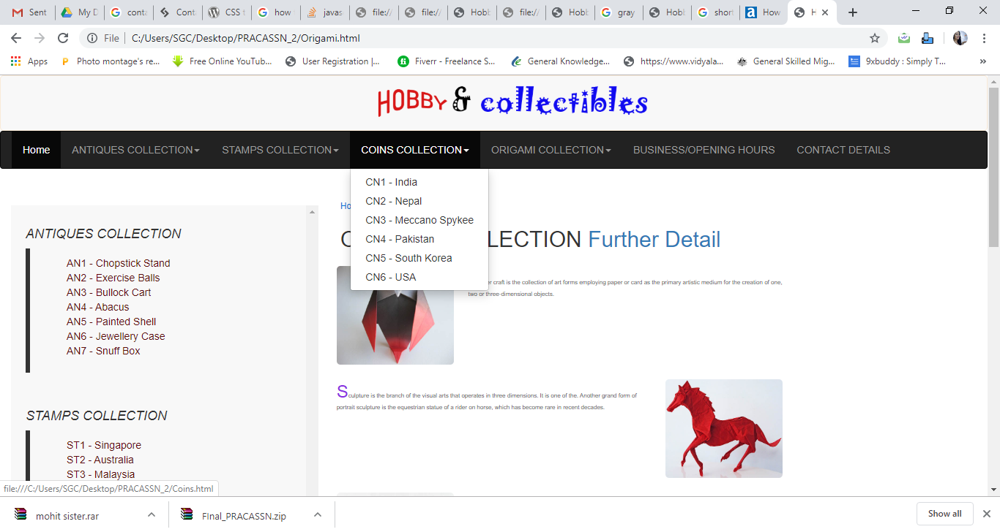 Sent
My D
conta
Cont
CSS t
how
javas
file:/
file:/
Hobb
file:/
Hobb
gray
Hobb
short
How
H
File
C:/Users/SGC/Desktop/PRACASSN_2/Origami.html
Apps
Photo montage's re...
Free Online YouTub...
User Registration |...
Fiverr - Freelance S...
General Knowledge...
https://www.vidyala...
General Skilled Mig...
9xbuddy : Simply T...
HOBBY & collectibles
Home
ANTIQUES COLLECTION
STAMPS COLLECTION
COINS COLLECTION
ORIGAMI COLLECTION
BUSINESS/OPENING HOURS
CONTACT DETAILS
CN1 - India
CN2 - Nepal
CN3 - Meccano Spykee
CN4 - Pakistan
CN5 - South Korea
CN6 - USA
ANTIQUES COLLECTION
AN1 - Chopstick Stand
AN2 - Exercise Balls
AN3 - Bullock Cart
AN4 - Abacus
AN5 - Painted Shell
AN6 - Jewellery Case
AN7 - Snuff Box
STAMPS COLLECTION
ST1 - Singapore
ST2 - Australia
ST3 - Malaysia
Ho
LECTION Further Detail
craft is the collection of art forms employing paper or card as the primary artistic medium for the creation of one,
two or three-dimensional objects.
Sculpture is the branch of the visual arts that operates in three dimensions. It is one of the. Another grand form of
portrait sculpture is the equestrian statue of a rider on horse, which has become rare in recent decades.
file:///C:/Users/SGC/Desktop/PRACASSN_2/Coins.html
mohit sister.rar
FInal_PRACASSN.zip
Show all